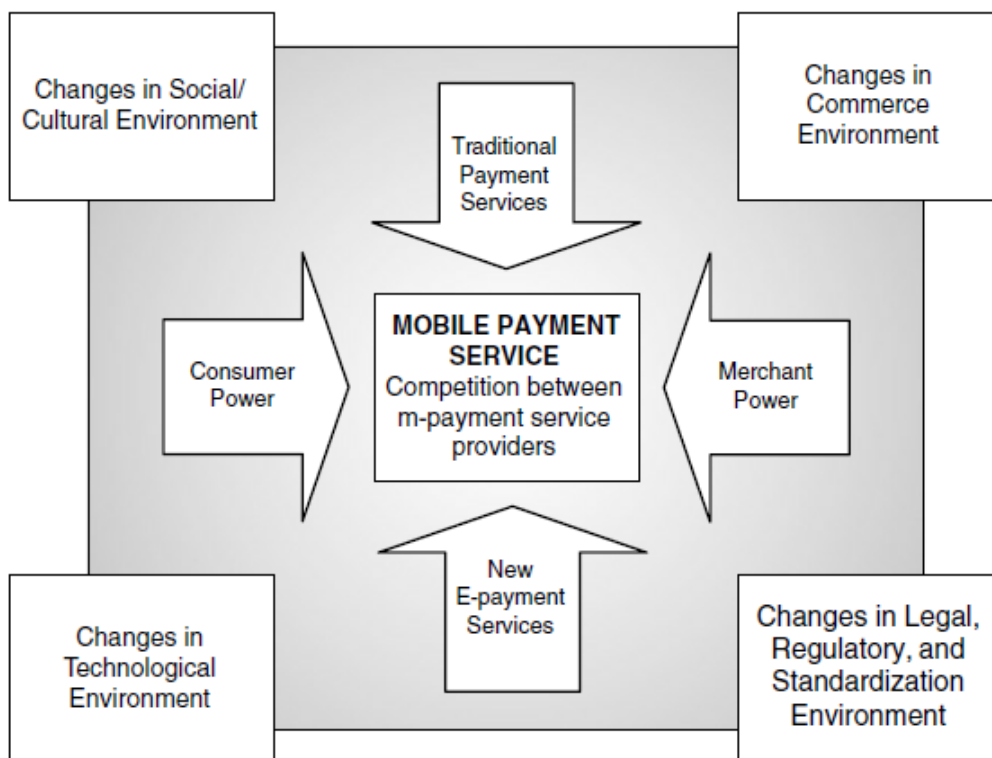 Changes in Social/
Cultural Environment
Changes in
Commerce
Environment
Traditional
Payment
Services
Consumer
Power
MOBILE PAYMENT
SERVICE
Competition between
m-payment service
providers
Merchant
Power
New
E-payment
Services
Changes in
Technological
Environment
Changes in Legal,
Regulatory, and
Standardization
Environment